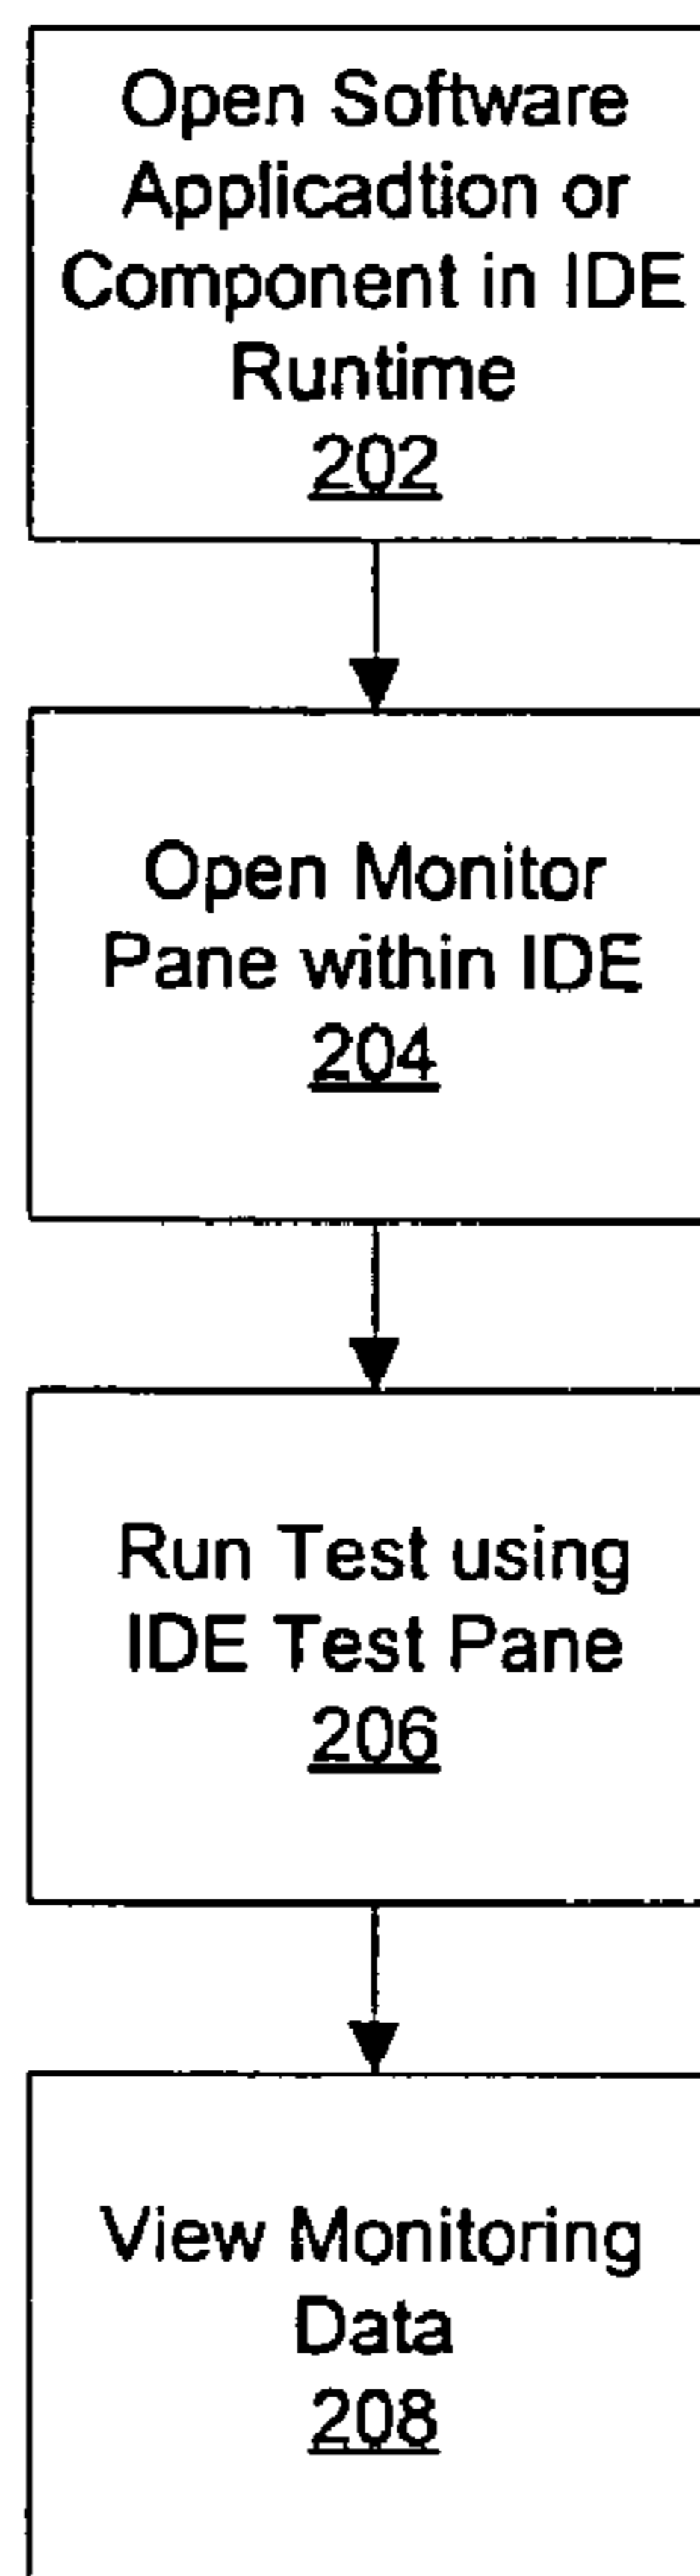 Open Software
Applicadtion or
Component in IDE
Runtime
202
Open Monitor
Pane within IDE
204
Run Test using
IDE Test Pane
206
View Monitoring
Data
208